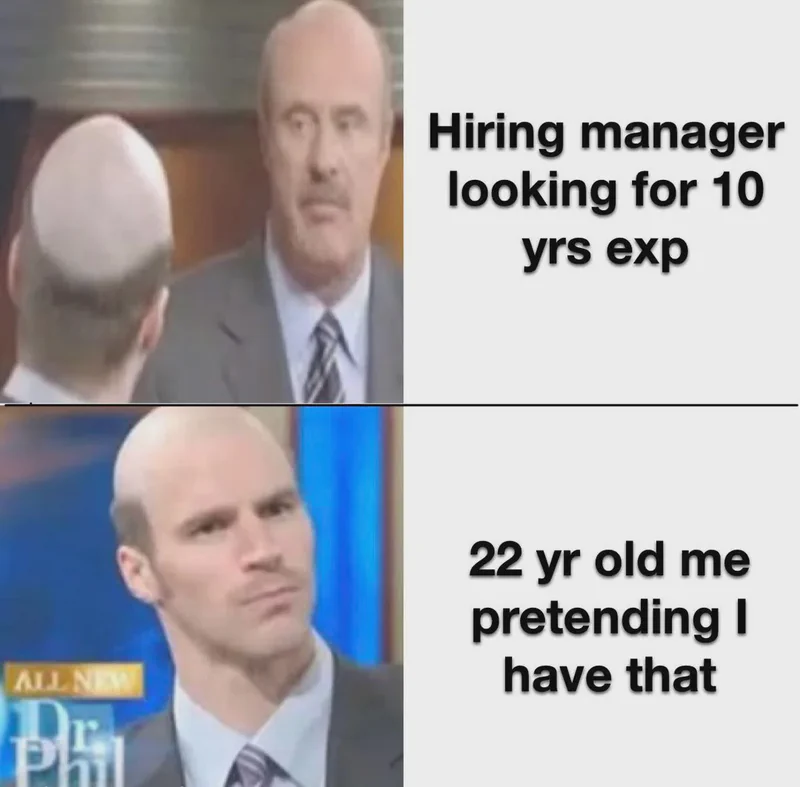 Hiring manager
looking for 10
yrs exp
22 yr old me
pretending I
have that
ALL NEW
Dr.
Phil